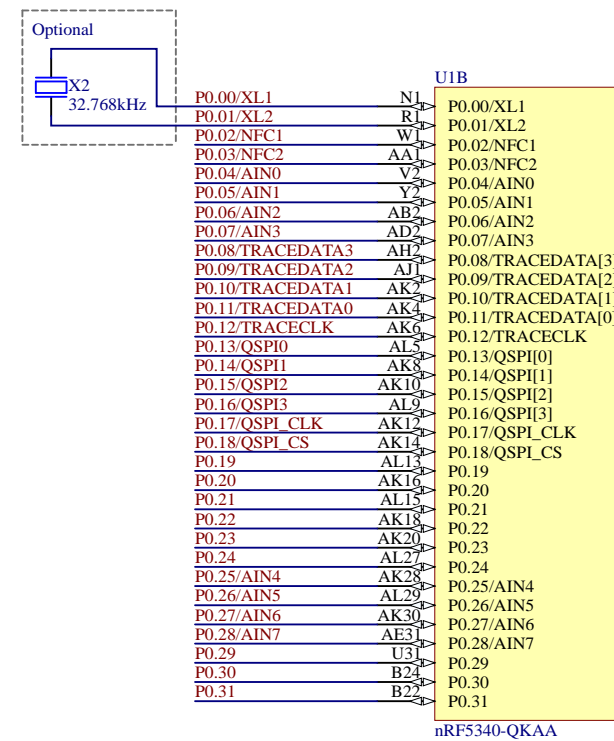 Optional
X2
32.768kHz
U1B
P0.00/XL1 N1 P0.00/XL1
P0.01/XL2 R1 P0.01/XL2
P0.02/NFC1 W1 P0.02/NFC1
P0.03/NFC2 AA1 P0.03/NFC2
P0.04/AIN0 V2 P0.04/AIN0
P0.05/AIN1 Y2 P0.05/AIN1
P0.06/AIN2 AB2 P0.06/AIN2
P0.07/AIN3 AD2 P0.07/AIN3
P0.08/TRACEDATA3 AH2 P0.08/TRACEDATA[3]
P0.09/TRACEDATA2 AJ1 P0.09/TRACEDATA[2]
P0.10/TRACEDATA1 AK2 P0.10/TRACEDATA[1]
P0.11/TRACEDATA0 AK4 P0.11/TRACEDATA[0]
P0.12/TRACECLK AK6 P0.12/TRACECLK
P0.13/QSPI0 AL5 P0.13/QSPI[0]
P0.14/QSPI1 AK8 P0.14/QSPI[1]
P0.15/QSPI2 AK10 P0.15/QSPI[2]
P0.16/QSPI3 AL9 P0.16/QSPI[3]
P0.17/QSPI_CLK AK12 P0.17/QSPI_CLK
P0.18/QSPI_CS AK14 P0.18/QSPI_CS
P0.19 AL13 P0.19
P0.20 AK16 P0.20
P0.21 AL15 P0.21
P0.22 AK18 P0.22
P0.23 AK20 P0.23
P0.24 AL27 P0.24
P0.25/AIN4 AK28 P0.25/AIN4
P0.26/AIN5 AL29 P0.26/AIN5
P0.27/AIN6 AK30 P0.27/AIN6
P0.28/AIN7 AE31 P0.28/AIN7
P0.29 U31 P0.29
P0.30 B24 P0.30
P0.31 B22 P0.31
nRF5340-QKAA